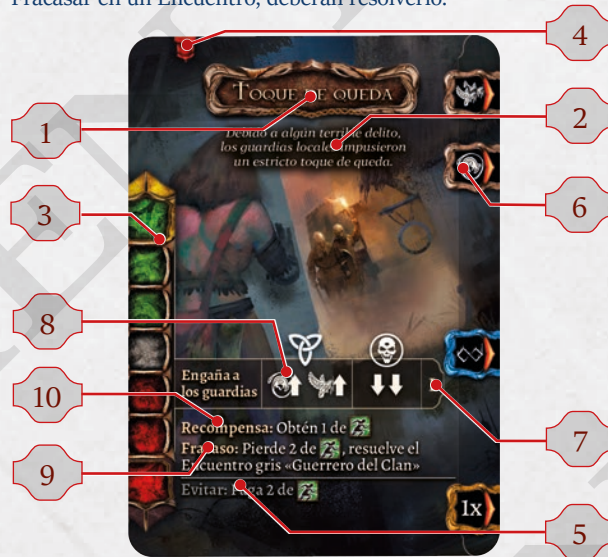 Fracasar en un Encuentro, deberán resolverlo.
4
TOQUE DE QUEDA
1
2
Debido a algún terrible delito,
los guardias locales impusieron
un estricto toque de queda.
3
6
8
Engaña a
los guardias
10
7
Recompensa: Obtén 1 de
Fracaso: Pierde 2 de , resuelve el
Encuentro gris «Guerrero del Clan»
9
Evitar: Paga 2 de
1x
5